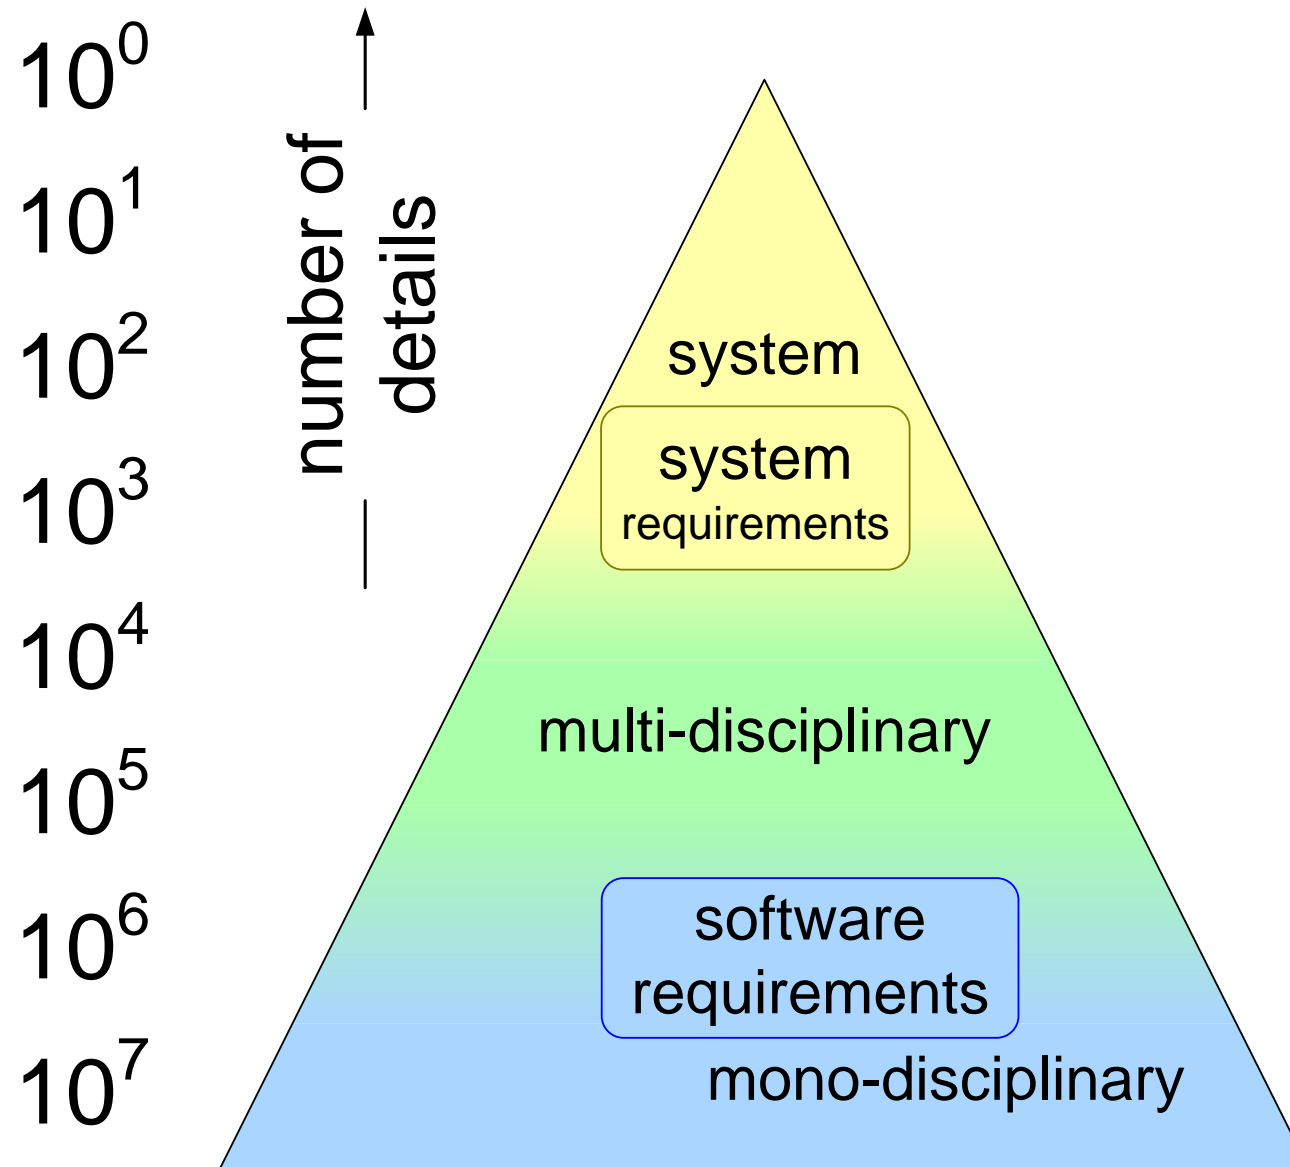 10^0
10^1
10^2
10^3
10^4
10^5
10^6
10^7
number of
details
system
system
requirements
multi-disciplinary
software
requirements
mono-disciplinary